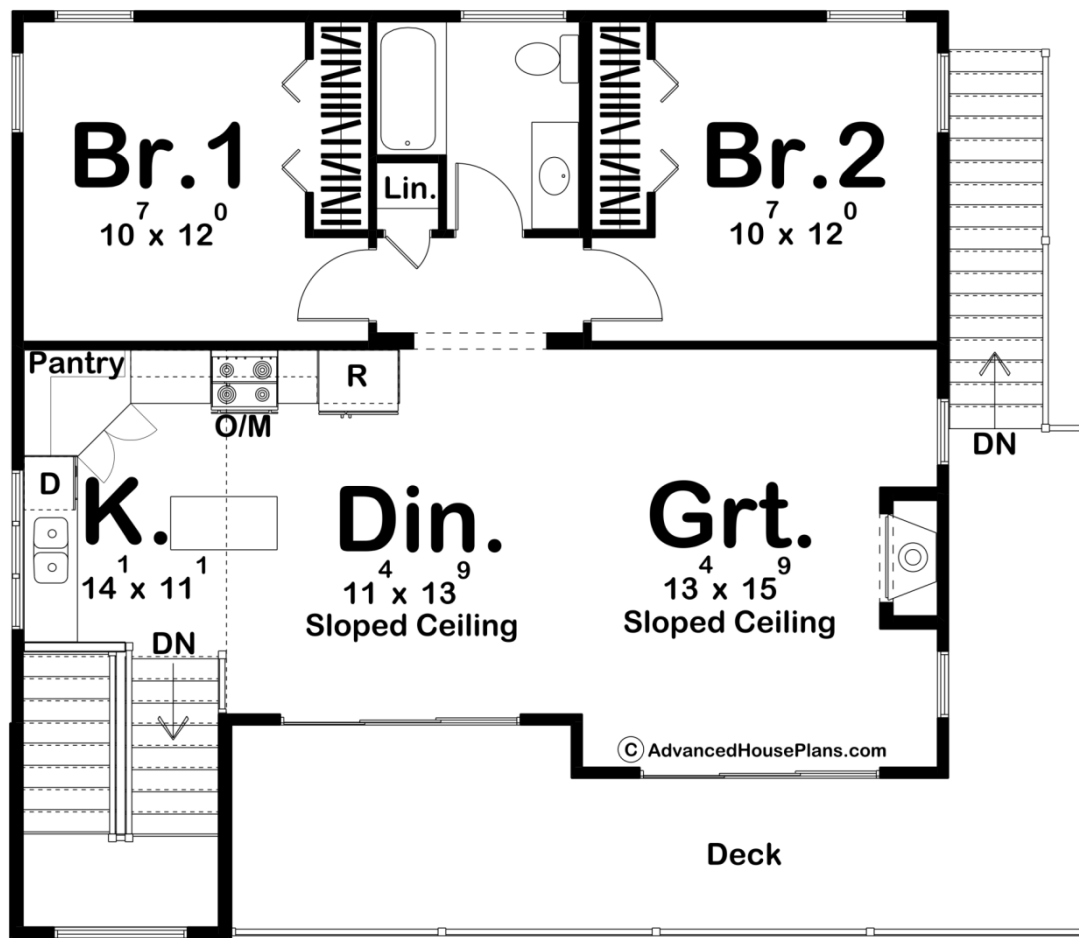 Br.1
10⁷ x 12⁰
Lin.
Br.2
10⁷ x 12⁰
Pantry
O/M
R
DN
D
K.
14¹ x 11¹
Din.
11⁴ x 13⁹
Sloped Ceiling
Grt.
13⁴ x 15⁹
Sloped Ceiling
DN
© AdvancedHousePlans.com
Deck